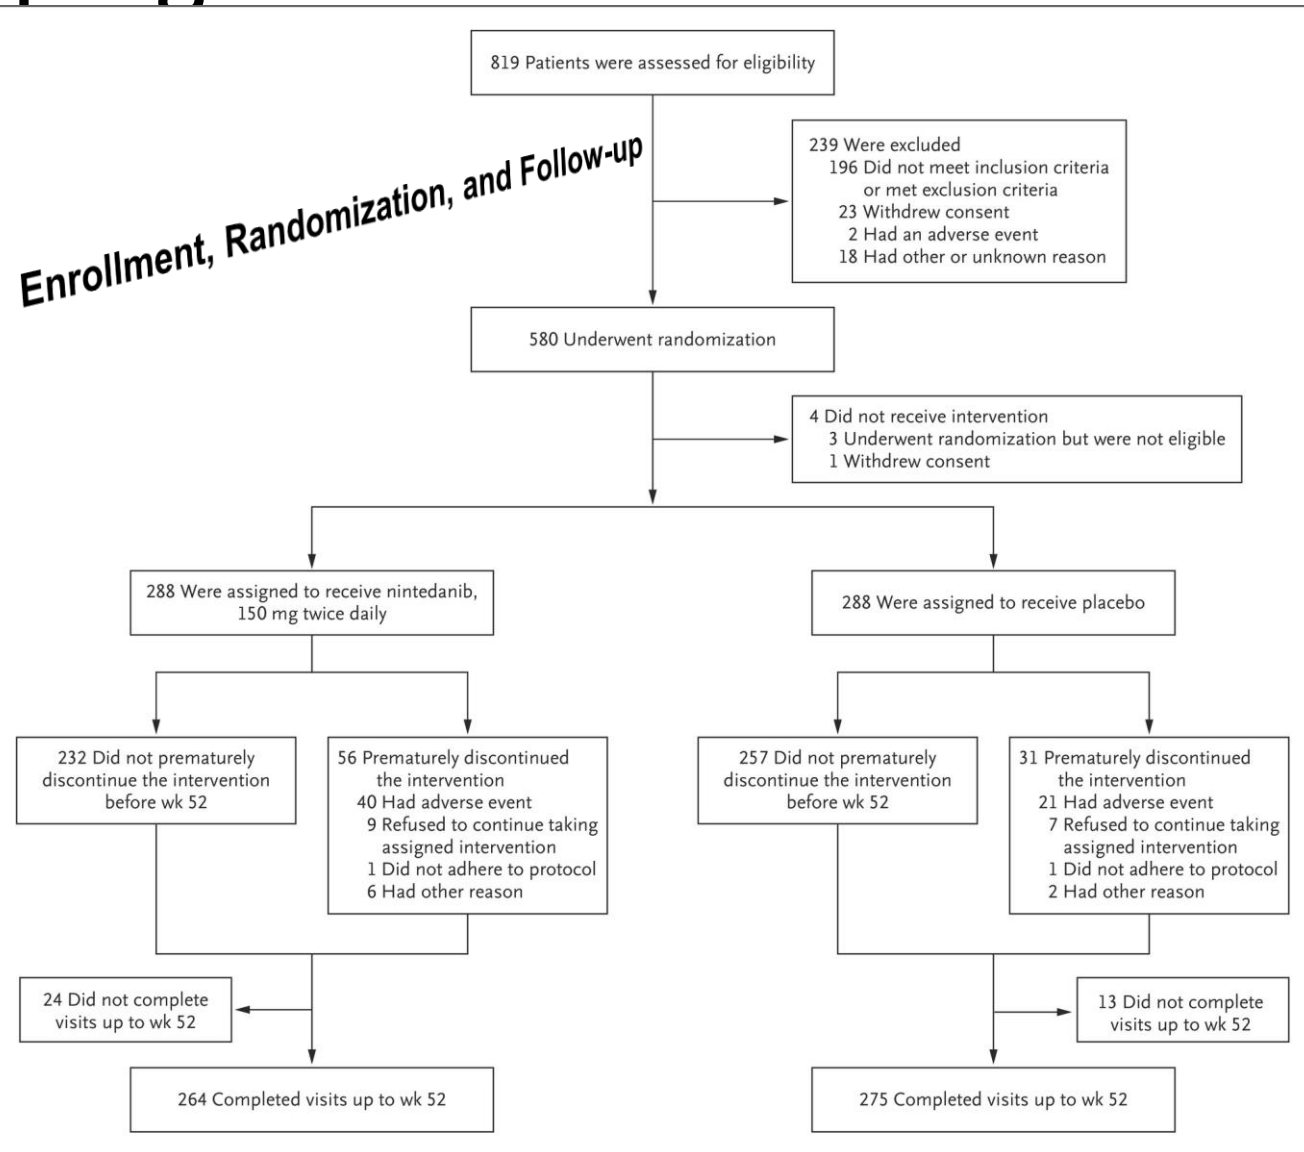 819 Patients were assessed for eligibility
Enrollment, Randomization, and Follow-up
239 Were excluded
196 Did not meet inclusion criteria
or met exclusion criteria
23 Withdrew consent
2 Had an adverse event
18 Had other or unknown reason
580 Underwent randomization
4 Did not receive intervention
3 Underwent randomization but were not eligible
1 Withdrew consent
288 Were assigned to receive nintedanib,
150 mg twice daily
288 Were assigned to receive placebo
232 Did not prematurely
discontinue the intervention
before wk 52
56 Prematurely discontinued
the intervention
40 Had adverse event
9 Refused to continue taking
assigned intervention
1 Did not adhere to protocol
6 Had other reason
257 Did not prematurely
discontinue the intervention
before wk 52
31 Prematurely discontinued
the intervention
21 Had adverse event
7 Refused to continue taking
assigned intervention
1 Did not adhere to protocol
2 Had other reason
24 Did not complete
visits up to wk 52
13 Did not complete
visits up to wk 52
264 Completed visits up to wk 52
275 Completed visits up to wk 52